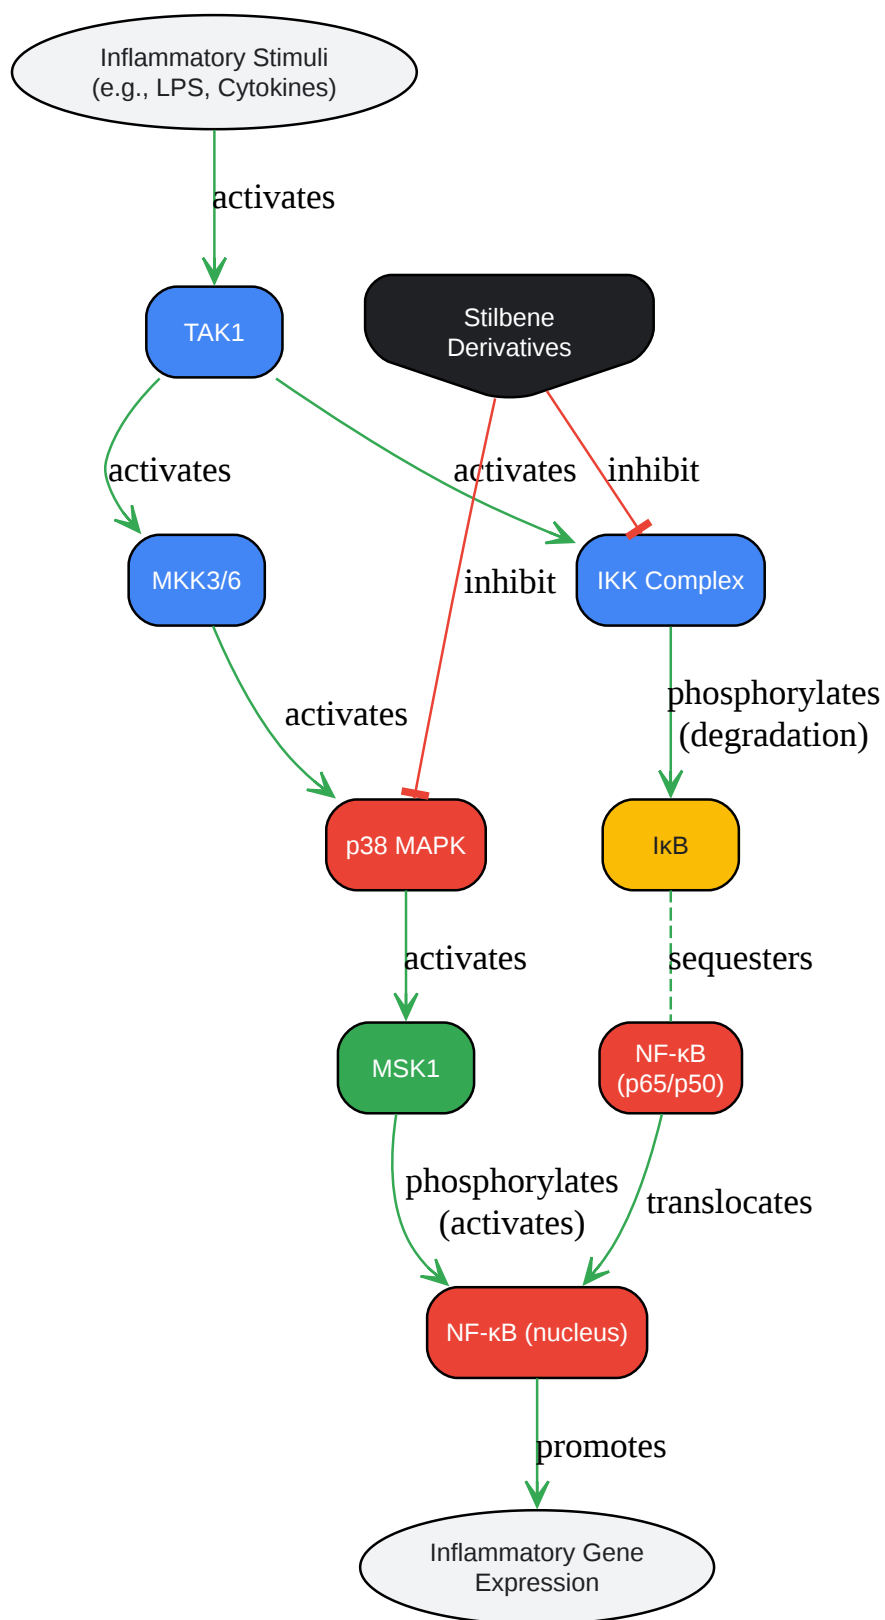 Inflammatory Stimuli
(e.g., LPS, Cytokines)
activates
TAK1
Stilbene
Derivatives
activates
activates
inhibit
MKK3/6
inhibit
IKK Complex
activates
phosphorylates
(degradation)
p38 MAPK
IκB
activates
sequesters
MSK1
NF-κB
(p65/p50)
phosphorylates
(activates)
translocates
NF-κB (nucleus)
promotes
Inflammatory Gene
Expression